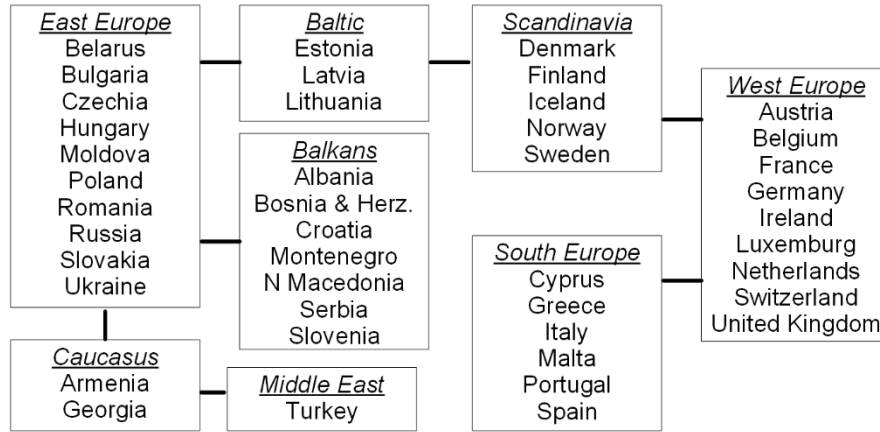 East Europe
Belarus
Bulgaria
Czechia
Hungary
Moldova
Poland
Romania
Russia
Slovakia
Ukraine
Baltic
Estonia
Latvia
Lithuania
Scandinavia
Denmark
Finland
Iceland
Norway
Sweden
West Europe
Austria
Belgium
France
Germany
Ireland
Luxemburg
Netherlands
Switzerland
United Kingdom
Balkans
Albania
Bosnia & Herz.
Croatia
Montenegro
N Macedonia
Serbia
Slovenia
South Europe
Cyprus
Greece
Italy
Malta
Portugal
Spain
Caucasus
Armenia
Georgia
Middle East
Turkey